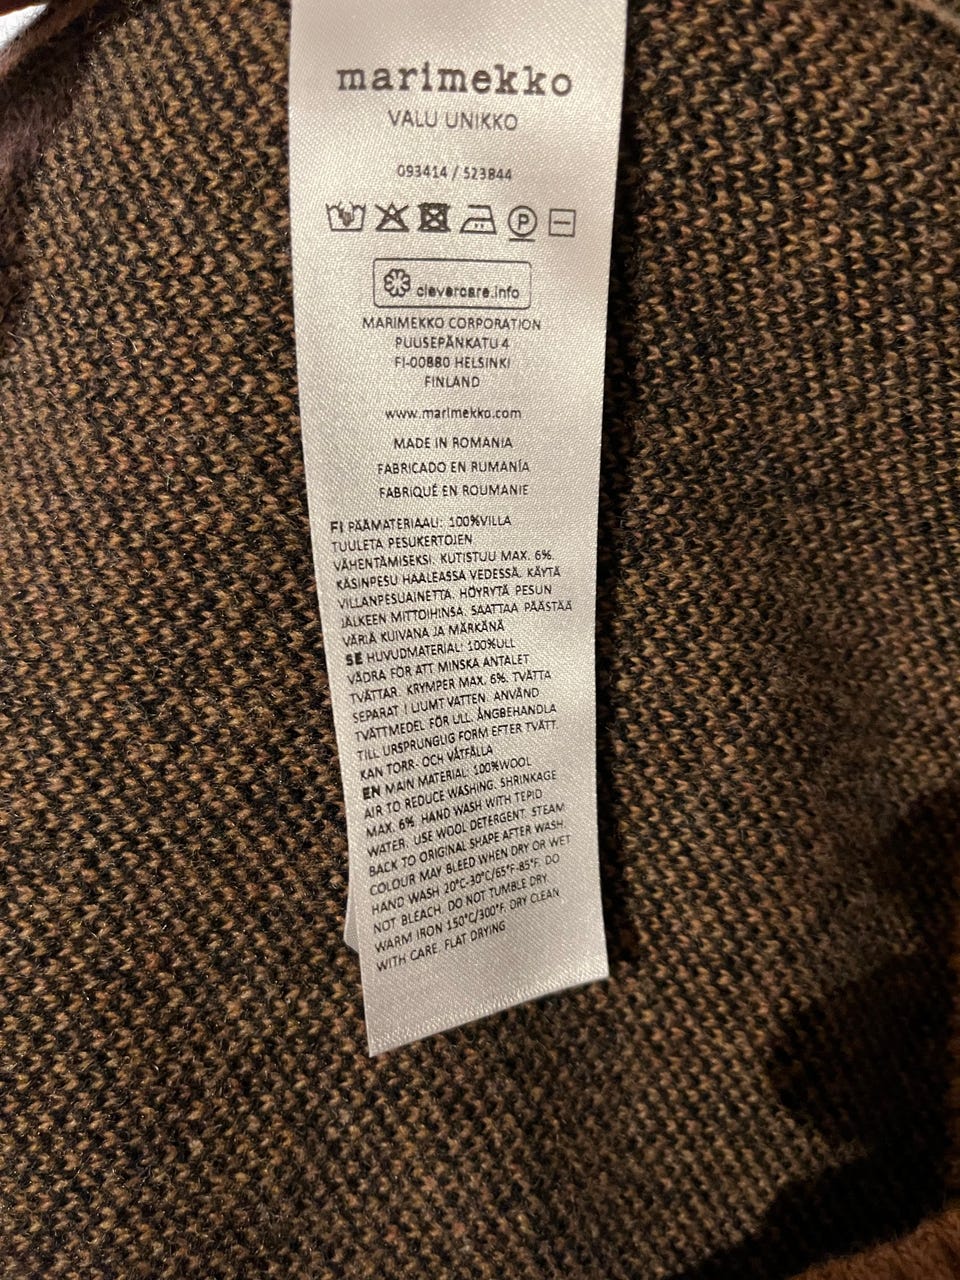 marimekko
VALU UNIKKO
093414 / 523844
P
clevercare.info
MARIMEKKO CORPORATION
PUUSEPÄNKATU 4
FI-00880 HELSINKI
FINLAND
www.marimekko.com
MADE IN ROMANIA
FABRICADO EN RUMANÍA
FABRIQUÉ EN ROUMANIE
FI PÄÄMATERIAALI: 100%VILLA
TUULETA PESUKERTOJEN
VÄHENTÄMISEKSI. KUTISTUU MAX. 6%.
KÄSINPESU HAALEASSA VEDESSÄ. KÄYTÄ
VILLANPESUAINETTA. HÖYRYTÄ PESUN
JÄLKEEN MITTOIHINSA. SAATTAA PÄÄSTÄÄ
VÄRIÄ KUIVANA JA MÄRKÄNÄ
SE HUVUDMATERIAL: 100%ULL
VÄDRA FÖR ATT MINSKA ANTALET
TVÄTTAR. KRYMPER MAX. 6%. TVÄTTA
SEPARAT I LJUMT VATTEN. ANVÄND
TVÄTTMEDEL FÖR ULL. ÅNGBEHANDLA
TILL URSPRUNGLIG FORM EFTER TVÄTT.
KAN TORR- OCH VÅTFÄLLA
EN MAIN MATERIAL: 100%WOOL
AIR TO REDUCE WASHING. SHRINKAGE
MAX. 6%. HAND WASH WITH TEPID
WATER. USE WOOL DETERGENT. STEAM
BACK TO ORIGINAL SHAPE AFTER WASH.
COLOUR MAY BLEED WHEN DRY OR WET
HAND WASH 20°C-30°C/65°F-85°F. DO
NOT BLEACH. DO NOT TUMBLE DRY.
WARM IRON 150°C/300°F. DRY CLEAN
WITH CARE. FLAT DRYING